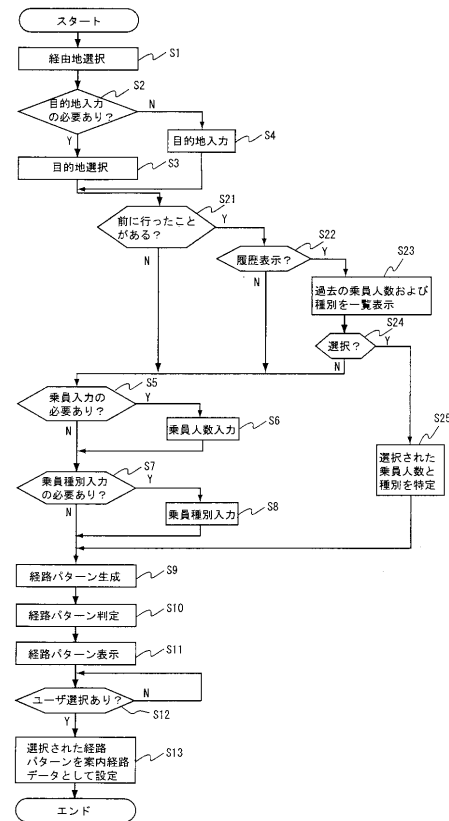 スタート
経由地選択
S1
目的地入力
の必要あり？
S2
N
Y
目的地選択
S3
目的地入力
S4
前に行ったこと
がある？
S21
Y
N
履歴表示？
S22
Y
N
過去の乗員人数および
種別を一覧表示
S23
選択？
S24
Y
N
選択された
乗員人数と
種別を特定
S25
乗員入力の
必要あり？
S5
Y
N
乗員人数入力
S6
乗員種別入力
の必要あり？
S7
Y
N
乗員種別入力
S8
経路パターン生成
S9
経路パターン判定
S10
経路パターン表示
S11
ユーザ選択あり？
S12
N
Y
選択された経路
パターンを案内経路
データとして設定
S13
エンド